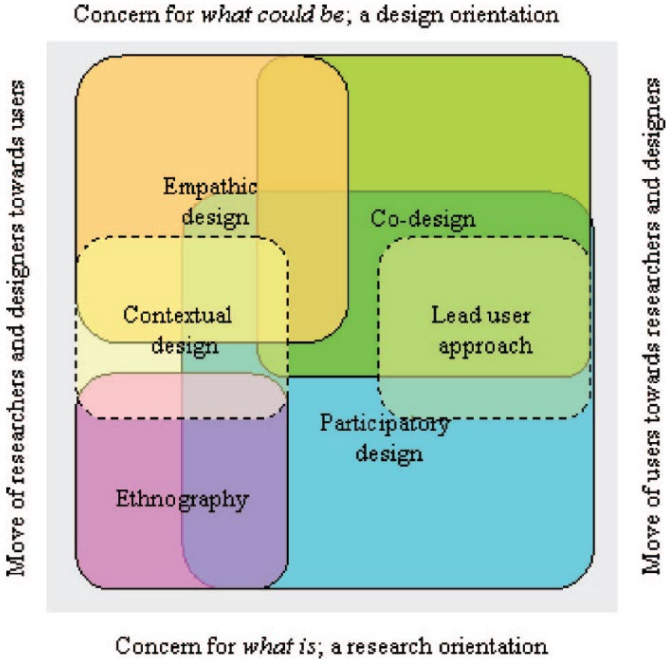 Concern for what could be; a design orientation
Move of researchers and designers towards users
Move of users towards researchers and designers
Empathic
design
Co-design
Contextual
design
Lead user
approach
Participatory
design
Ethnography
Concern for what is; a research orientation